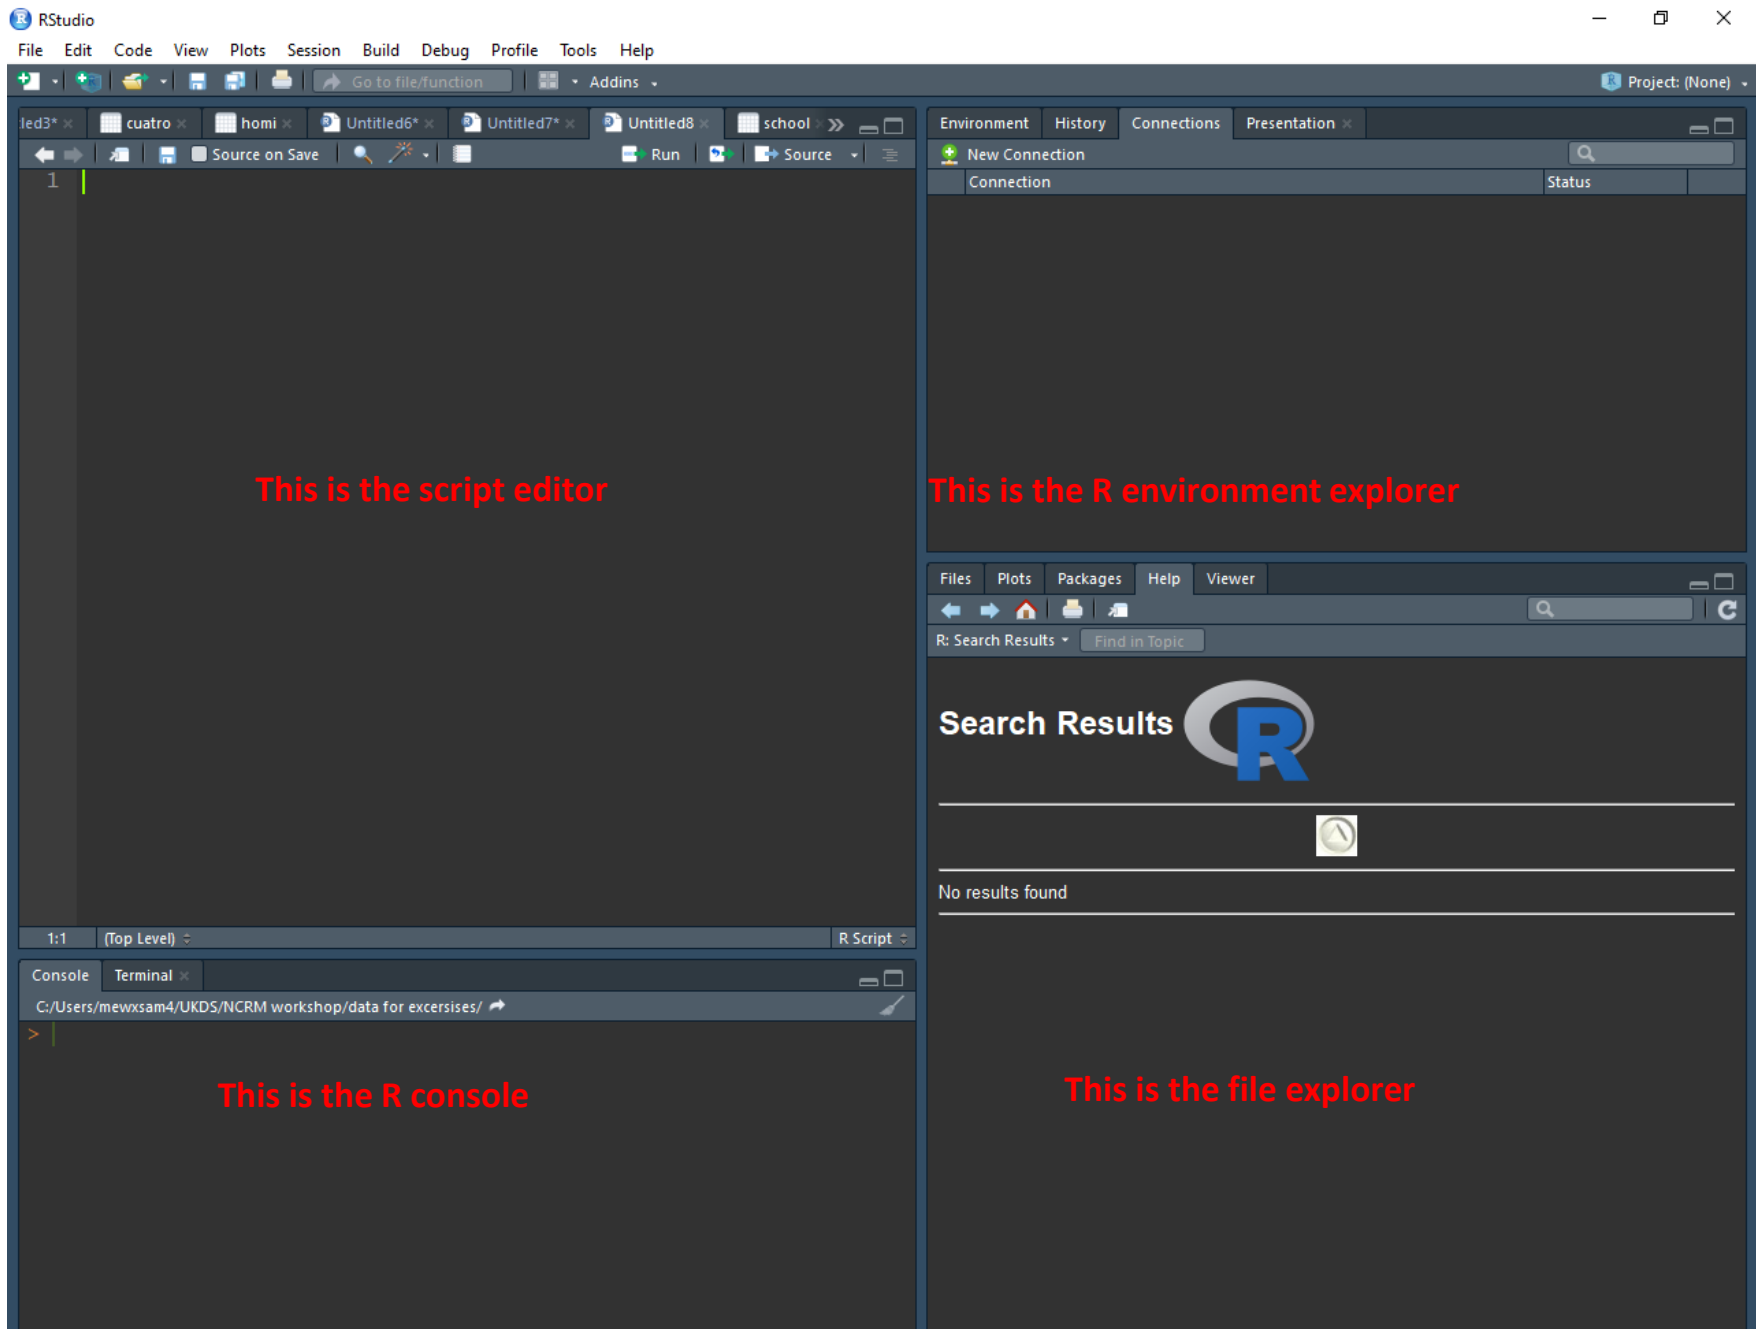 RStudio
File Edit Code View Plots Session Build Debug Profile Tools Help
Go to file/function Addins Project: (None)
led3* cuatro homi Untitled6* Untitled7* Untitled8 school
Source on Save Run Source
1
This is the script editor
1:1 (Top Level) R Script
Console Terminal
C:/Users/mewxsam4/UKDS/NCRM workshop/data for excersises/
>
This is the R console
Environment History Connections Presentation
New Connection
Connection Status
This is the R environment explorer
Files Plots Packages Help Viewer
R: Search Results Find in Topic
Search Results R
No results found
This is the file explorer